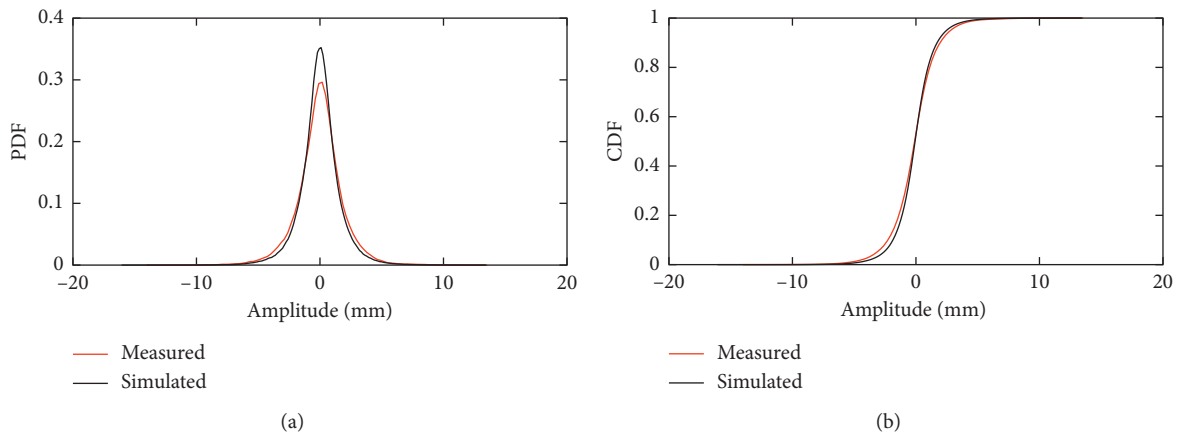 0.4
0.3
0.2
0.1
0
PDF
−20 −10 0 10 20
Amplitude (mm)
Measured
Simulated
(a)
1
0.8
0.6
0.4
0.2
0
CDF
−20 −10 0 10 20
Amplitude (mm)
Measured
Simulated
(b)